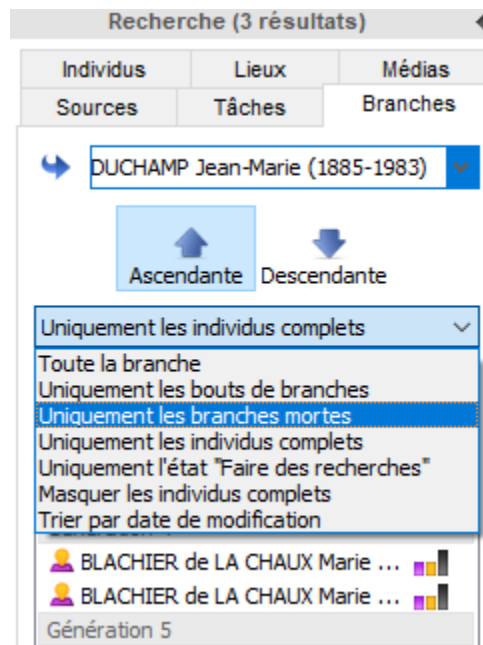 Recherche (3 résultats)
Individus Lieux Médias
Sources Tâches Branches
DUCHAMP Jean-Marie (1885-1983)
Ascendante Descendante
Uniquement les individus complets
Toute la branche
Uniquement les bouts de branches
Uniquement les branches mortes
Uniquement les individus complets
Uniquement l'état "Faire des recherches"
Masquer les individus complets
Trier par date de modification
BLACHIER de LA CHAUX Marie ...
BLACHIER de LA CHAUX Marie ...
Génération 5